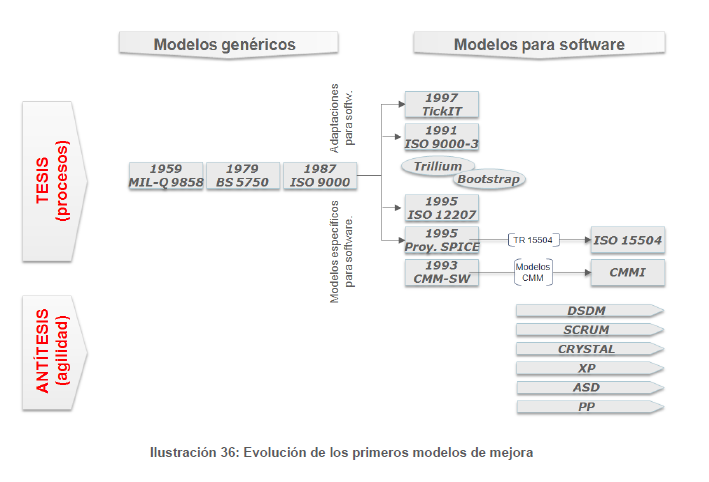 Modelos genéricos
Modelos para software
TESIS
(procesos)
Adaptaciones
para softw.
1959
MIL-Q 9858
1979
BS 5750
1987
ISO 9000
1997
TickIT
1991
ISO 9000-3
Trillium
Bootstrap
Modelos específicos
para software.
1995
ISO 12207
1995
Proy. SPICE
TR 15504
ISO 15504
1993
CMM-SW
Modelos
CMM
CMMI
ANTÍTESIS
(agilidad)
DSDM
SCRUM
CRYSTAL
XP
ASD
PP
Ilustración 36: Evolución de los primeros modelos de mejora